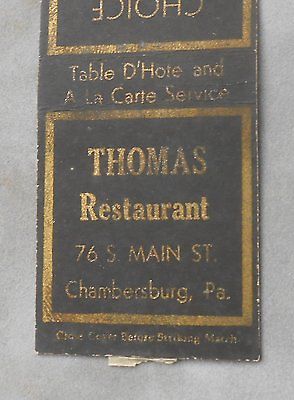 CHOICE
Table D'Hote and
A La Carte Service
THOMAS
Restaurant
76 S. MAIN ST.
Chambersburg, Pa.
Close Cover Before Striking Match